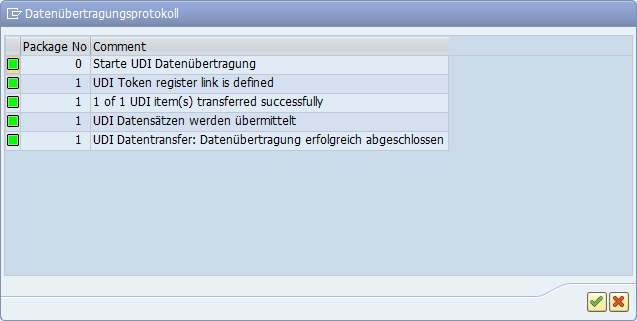 Datenübertragungsprotokoll
Package No Comment
0 Starte UDI Datenübertragung
1 UDI Token register link is defined
1 1 of 1 UDI item(s) transferred successfully
1 UDI Datensätzen werden übermittelt
1 UDI Datentransfer: Datenübertragung erfolgreich abgeschlossen